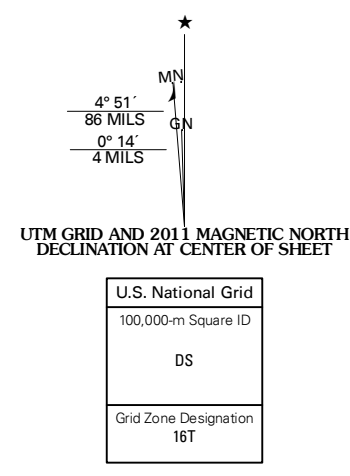 ★
MN
4° 51´
86 MILS
GN
0° 14´
4 MILS
UTM GRID AND 2011 MAGNETIC NORTH
DECLINATION AT CENTER OF SHEET
U.S. National Grid
100,000-m Square ID
DS
Grid Zone Designation
16T